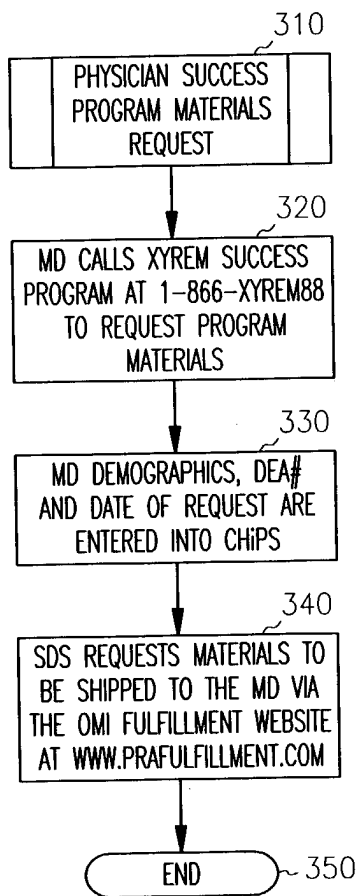 310
PHYSICIAN SUCCESS
PROGRAM MATERIALS
REQUEST
320
MD CALLS XYREM SUCCESS
PROGRAM AT 1-866-XYREM88
TO REQUEST PROGRAM
MATERIALS
330
MD DEMOGRAPHICS, DEA#
AND DATE OF REQUEST ARE
ENTERED INTO CHiPS
340
SDS REQUESTS MATERIALS TO
BE SHIPPED TO THE MD VIA
THE OMI FULFILLMENT WEBSITE
AT WWW.PRAFULFILLMENT.COM
END
350